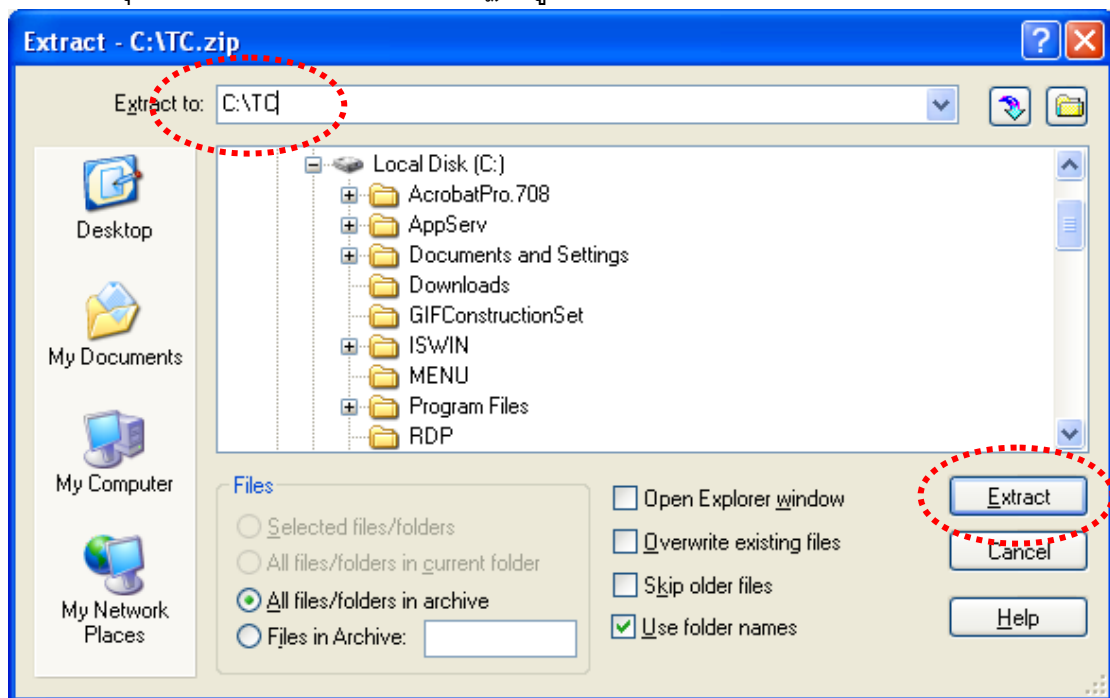 Extract - C:\TC.zip
Extract to: C:\TC
Local Disk (C:)
AcrobatPro.708
AppServ
Documents and Settings
Downloads
GIFConstructionSet
ISWIN
MENU
Program Files
RDP
Desktop
My Documents
My Computer
My Network
Places
Files
Selected files/folders
All files/folders in current folder
All files/folders in archive
Files in Archive:
Open Explorer window
Overwrite existing files
Skip older files
Use folder names
Extract
Cancel
Help